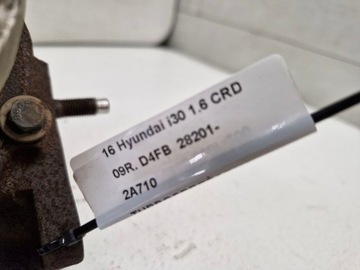 16 Hyundai i30 1.6 CRD
09R. D4FB 28201-
2A710